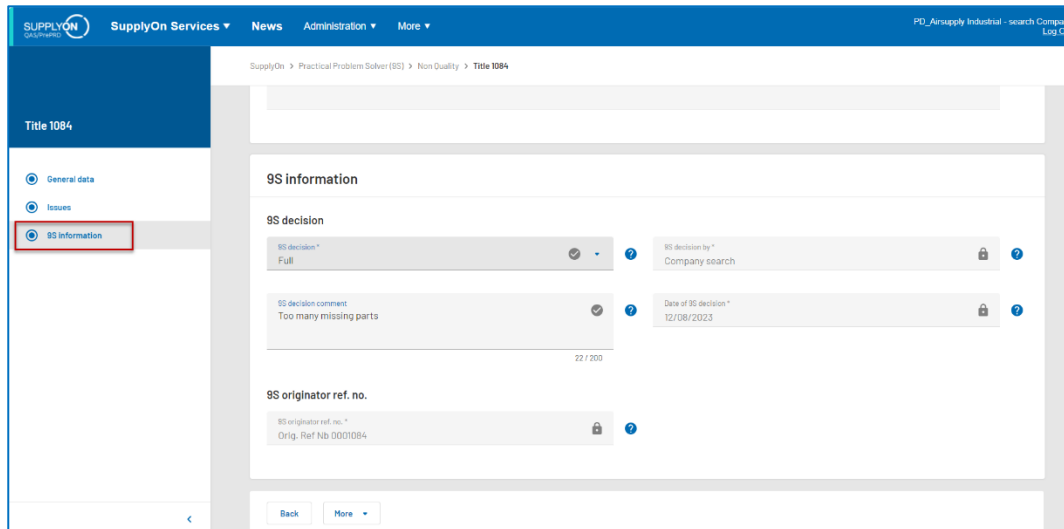 SUPPLYON
QAS/PrePRD
SupplyOn Services News Administration More
PD_Airsupply Industrial - search Compa
Log O
SupplyOn > Practical Problem Solver (9S) > Non Quality > Title 1084
Title 1084
General data
Issues
9S information
9S information
9S decision
9S decision *
Full
9S decision by *
Company search
9S decision comment
Too many missing parts
22 / 200
Date of 9S decision *
12/08/2023
9S originator ref. no.
9S originator ref. no. *
Orig. Ref Nb 0001084
Back More